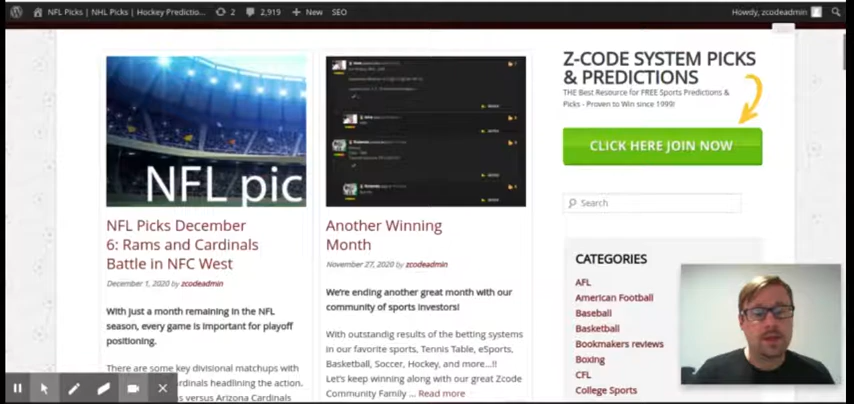 NFL Picks | NHL Picks | Hockey Predictio... 2 2,919 + New SEO Howdy, zcodeadmin
NFL pic
NFL Picks December
6: Rams and Cardinals
Battle in NFC West
December 1, 2020 by zcodeadmin
With just a month remaining in the NFL
season, every game is important for playoff
positioning.
There are some key divisional matchups with
ardinals headlining the action.
s versus Arizona Cardinals
Another Winning
Month
November 27, 2020 by zcodeadmin
We're ending another great month with our
community of sports investors!
With outstandig results of the betting systems
in our favorite sports, Tennis Table, eSports,
Basketball, Soccer, Hockey, and more...!!
Let's keep winning along with our great Zcode
Community Family ... Read more
Z-CODE SYSTEM PICKS
& PREDICTIONS
THE Best Resource for FREE Sports Predictions &
Picks - Proven to Win since 1999!
CLICK HERE JOIN NOW
Search
CATEGORIES
AFL
American Football
Baseball
Basketball
Bookmakers reviews
Boxing
CFL
College Sports